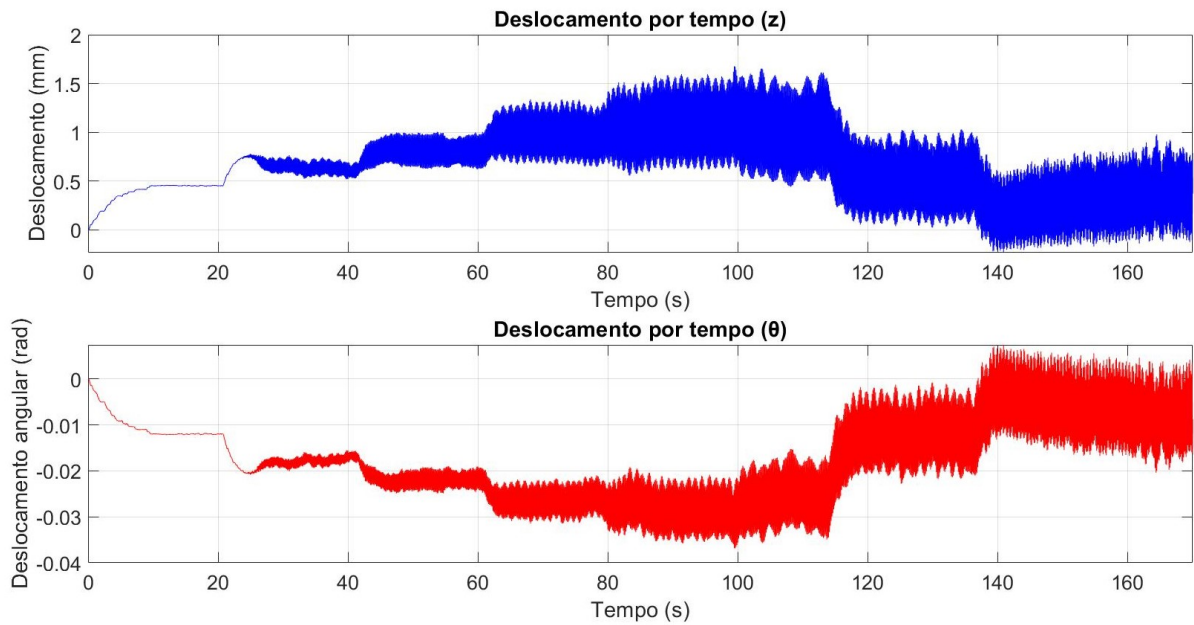 Deslocamento por tempo (z)
Deslocamento (mm)
2
1.5
1
0.5
0
0 20 40 60 80 100 120 140 160
Tempo (s)
Deslocamento por tempo (θ)
Deslocamento angular (rad)
0
-0.01
-0.02
-0.03
-0.04
0 20 40 60 80 100 120 140 160
Tempo (s)